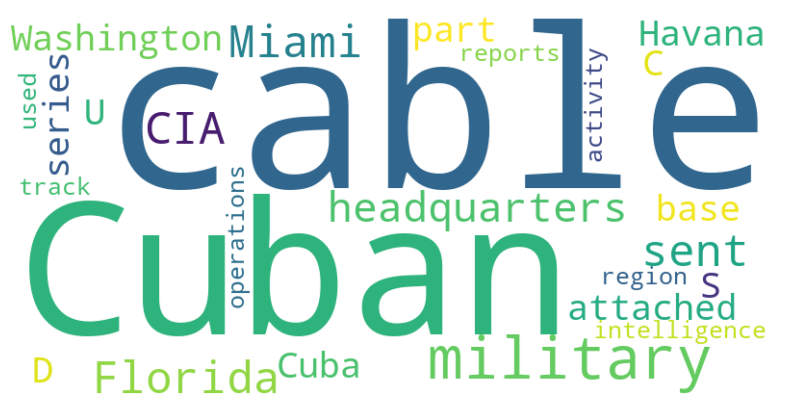 Washington Miami part Havana
reports
cable
used
series
U
CIA
activity
C
track
operations
headquarters base
Cuban
sent
region S
attached
intelligence
D Florida Cuba military